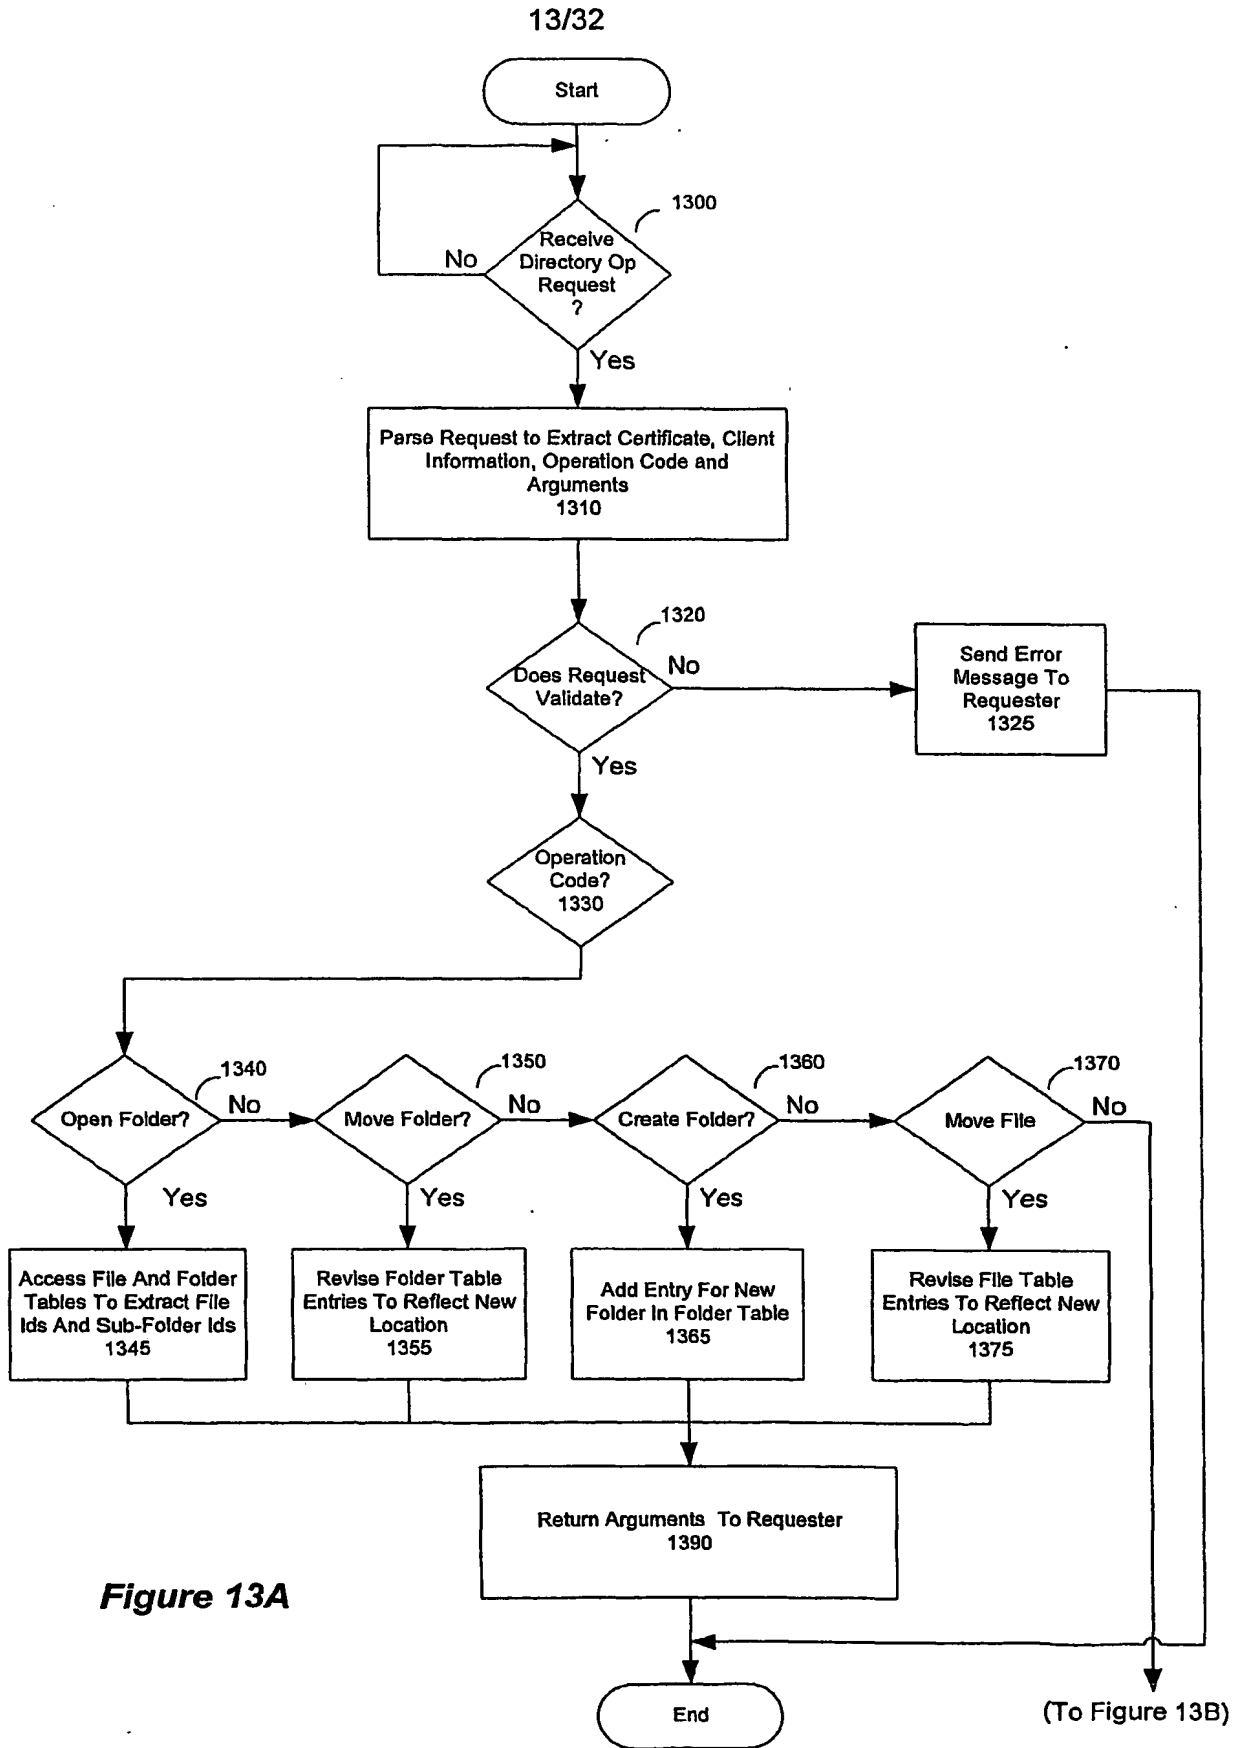 13/32
Start
1300
Receive
Directory Op
Request
?
No
Yes
Parse Request to Extract Certificate, Client
Information, Operation Code and
Arguments
1310
1320
Does Request
Validate?
No
Yes
Send Error
Message To
Requester
1325
Operation
Code?
1330
1340
Open Folder?
No
Yes
1350
Move Folder?
No
Yes
1360
Create Folder?
No
Yes
1370
Move File
No
Yes
Access File And Folder
Tables To Extract File
Ids And Sub-Folder Ids
1345
Revise Folder Table
Entries To Reflect New
Location
1355
Add Entry For New
Folder In Folder Table
1365
Revise File Table
Entries To Reflect New
Location
1375
Return Arguments To Requester
1390
Figure 13A
End
(To Figure 13B)